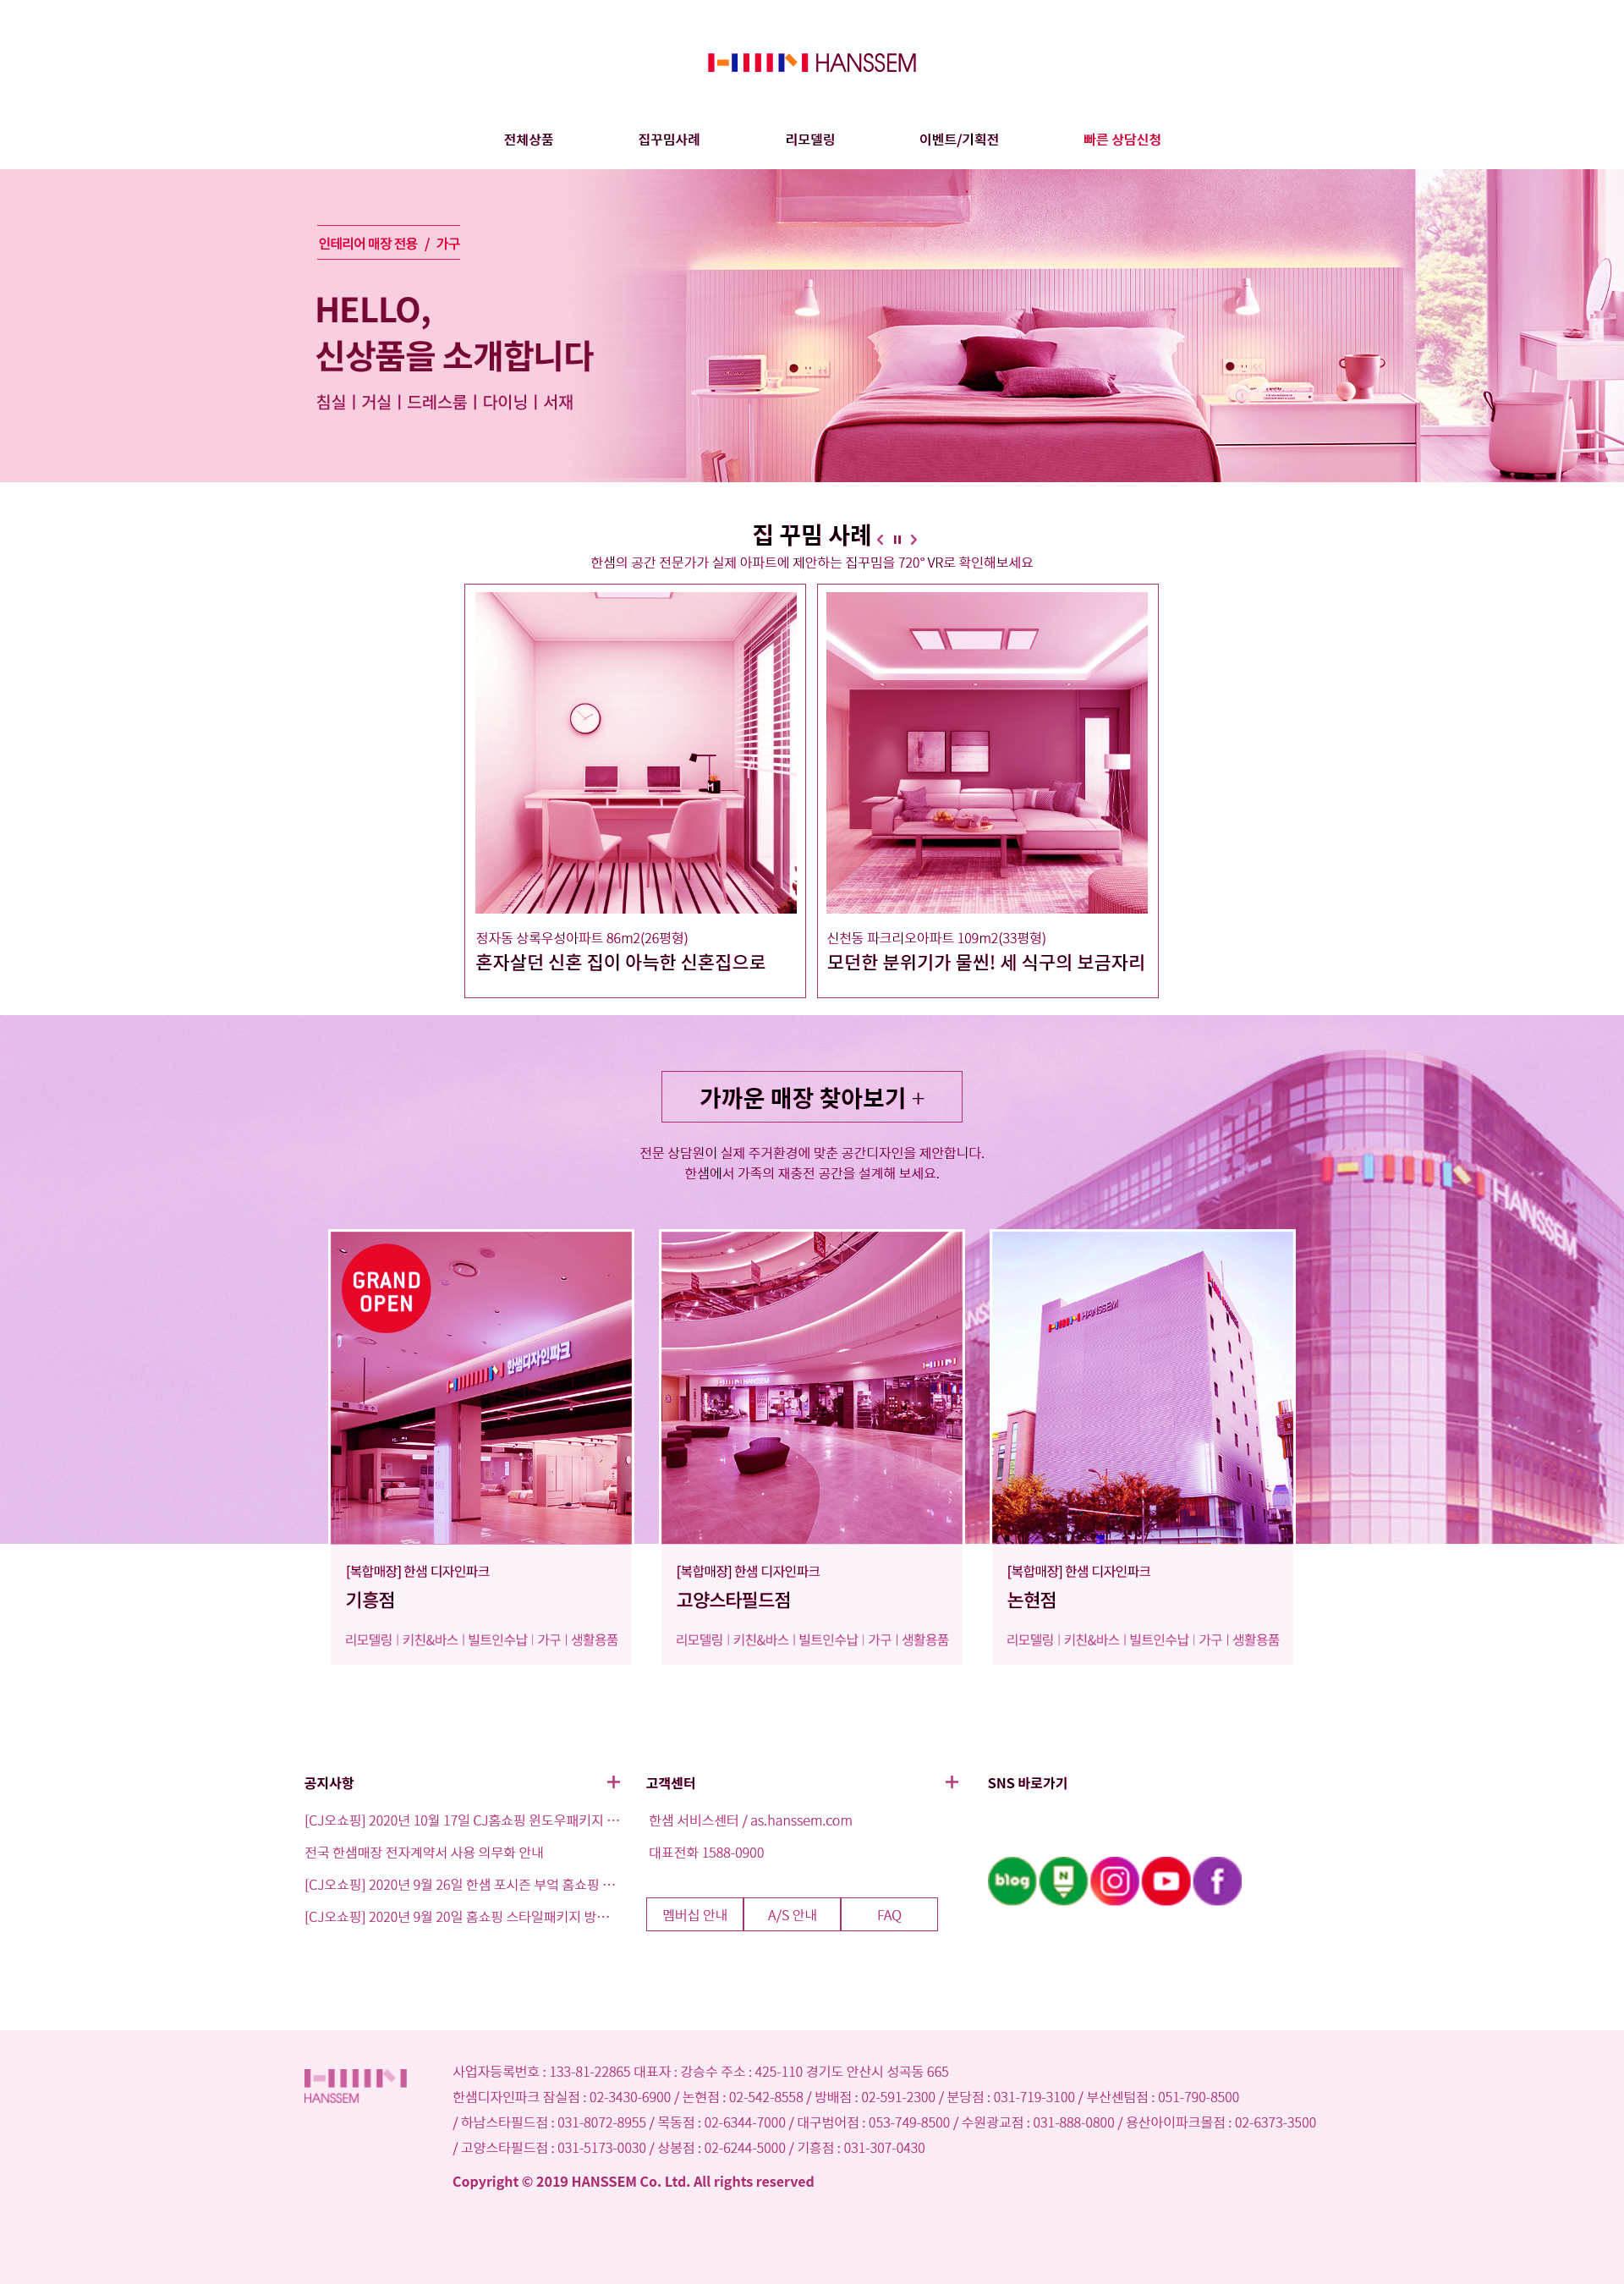 HANSSEM
전체상품 집꾸밈사례 리모델링 이벤트/기획전 빠른 상담신청
인테리어 매장 전용 / 가구
HELLO,
신상품을 소개합니다
침실 | 거실 | 드레스룸 | 다이닝 | 서재
집 꾸밈 사례
한샘의 공간 전문가가 실제 아파트에 제안하는 집꾸밈을 720° VR로 확인해보세요
정자동 상록우성아파트 86m2(26평형)
혼자살던 신혼 집이 아늑한 신혼집으로
신천동 파크리오아파트 109m2(33평형)
모던한 분위기가 물씬! 세 식구의 보금자리
가까운 매장 찾아보기 +
전문 상담원이 실제 주거환경에 맞춘 공간디자인을 제안합니다.
한샘에서 가족의 재충전 공간을 설계해 보세요.
HANSSEM
GRAND
OPEN
한샘디자인파크
HANSSEM
HANSSEM
[복합매장] 한샘 디자인파크
기흥점
리모델링 | 키친&바스 | 빌트인수납 | 가구 | 생활용품
[복합매장] 한샘 디자인파크
고양스타필드점
리모델링 | 키친&바스 | 빌트인수납 | 가구 | 생활용품
[복합매장] 한샘 디자인파크
논현점
리모델링 | 키친&바스 | 빌트인수납 | 가구 | 생활용품
공지사항 +
[CJ오쇼핑] 2020년 10월 17일 CJ홈쇼핑 윈도우패키지 …
전국 한샘매장 전자계약서 사용 의무화 안내
[CJ오쇼핑] 2020년 9월 26일 한샘 포시즌 부엌 홈쇼핑 …
[CJ오쇼핑] 2020년 9월 20일 홈쇼핑 스타일패키지 방…
고객센터 +
한샘 서비스센터 / as.hanssem.com
대표전화 1588-0900
멤버십 안내 A/S 안내 FAQ
SNS 바로가기
blog N f
HANSSEM
사업자등록번호 : 133-81-22865 대표자 : 강승수 주소 : 425-110 경기도 안산시 성곡동 665
한샘디자인파크 잠실점 : 02-3430-6900 / 논현점 : 02-542-8558 / 방배점 : 02-591-2300 / 분당점 : 031-719-3100 / 부산센텀점 : 051-790-8500
/ 하남스타필드점 : 031-8072-8955 / 목동점 : 02-6344-7000 / 대구범어점 : 053-749-8500 / 수원광교점 : 031-888-0800 / 용산아이파크몰점 : 02-6373-3500
/ 고양스타필드점 : 031-5173-0030 / 상봉점 : 02-6244-5000 / 기흥점 : 031-307-0430
Copyright © 2019 HANSSEM Co. Ltd. All rights reserved